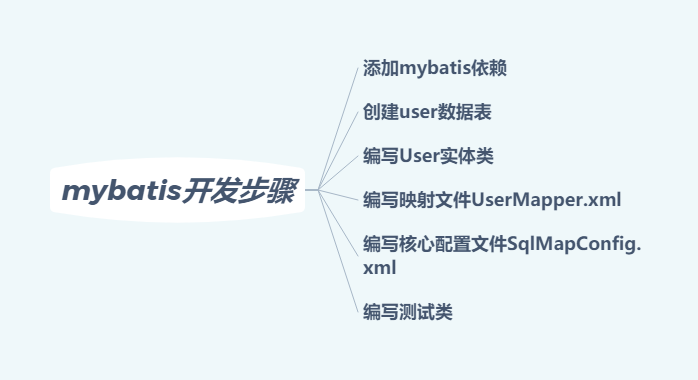 mybatis开发步骤
添加mybatis依赖
创建user数据表
编写User实体类
编写映射文件UserMapper.xml
编写核心配置文件SqlMapConfig.
xml
编写测试类